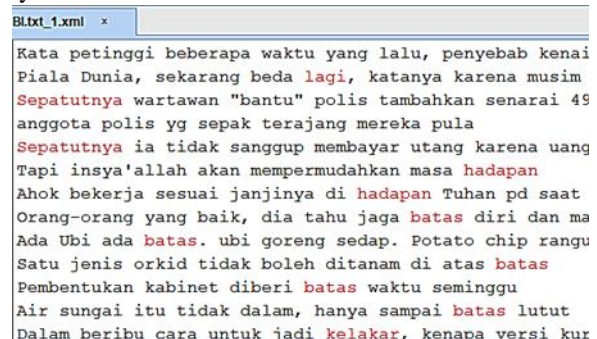 BI.txt_1.xml ×
Kata petinggi beberapa waktu yang lalu, penyebab kenai
Piala Dunia, sekarang beda lagi, katanya karena musim
Sepatutnya wartawan "bantu" polis tambahkan senarai 49
anggota polis yg sepak terajang mereka pula
Sepatutnya ia tidak sanggup membayar utang karena uang
Tapi insya'allah akan mempermudahkan masa hadapan
Ahok bekerja sesuai janjinya di hadapan Tuhan pd saat
Orang-orang yang baik, dia tahu jaga batas diri dan ma
Ada Ubi ada batas. ubi goreng sedap. Potato chip rangu
Satu jenis orkid tidak boleh ditanam di atas batas
Pembentukan kabinet diberi batas waktu seminggu
Air sungai itu tidak dalam, hanya sampai batas lutut
Dalam beribu cara untuk jadi kelakar, kenapa versi kur